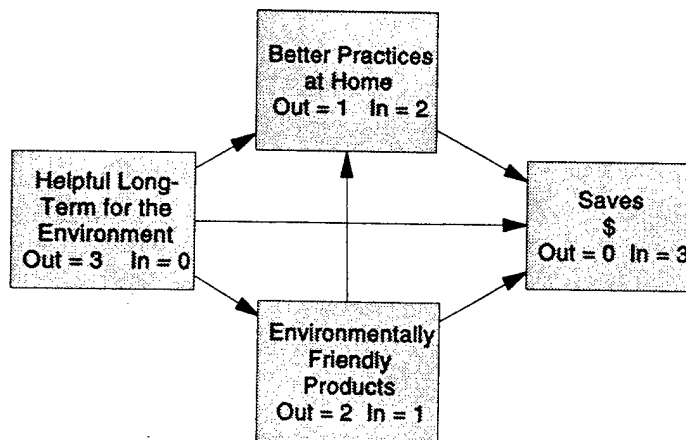 Better Practices
at Home
Out = 1 In = 2
Helpful Long-
Term for the
Environment
Out = 3 In = 0
Saves
$
Out = 0 In = 3
Environmentally
Friendly
Products
Out = 2 In = 1